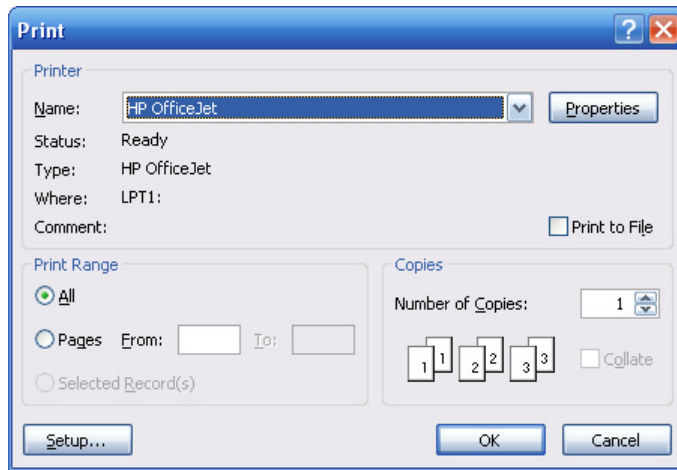 Print
Printer
Name: HP OfficeJet Properties
Status: Ready
Type: HP OfficeJet
Where: LPT1:
Comment: Print to File
Print Range
All
Pages From: To:
Selected Record(s)
Copies
Number of Copies: 1
1 1 2 2 3 3 Collate
Setup... OK Cancel